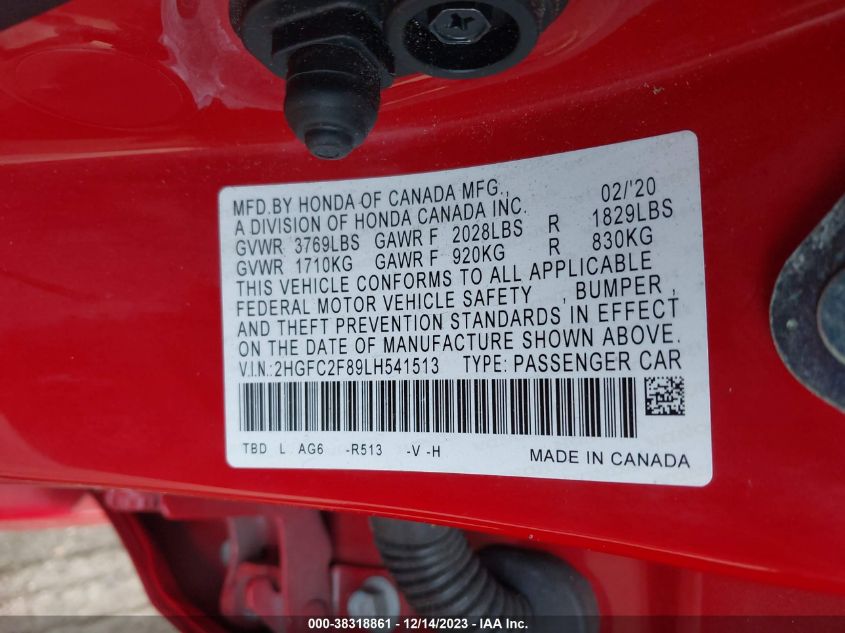 MFD.BY HONDA OF CANADA MFG., 02/'20
A DIVISION OF HONDA CANADA INC.
GVWR 3769LBS GAWR F 2028LBS R 1829LBS
GVWR 1710KG GAWR F 920KG R 830KG
THIS VEHICLE CONFORMS TO ALL APPLICABLE
FEDERAL MOTOR VEHICLE SAFETY , BUMPER ,
AND THEFT PREVENTION STANDARDS IN EFFECT
ON THE DATE OF MANUFACTURE SHOWN ABOVE.
V.I.N.:2HGFC2F89LH541513 TYPE: PASSENGER CAR
TBD L AG6 -R513 -V -H
MADE IN CANADA
000-38318861 - 12/14/2023 - IAA Inc.